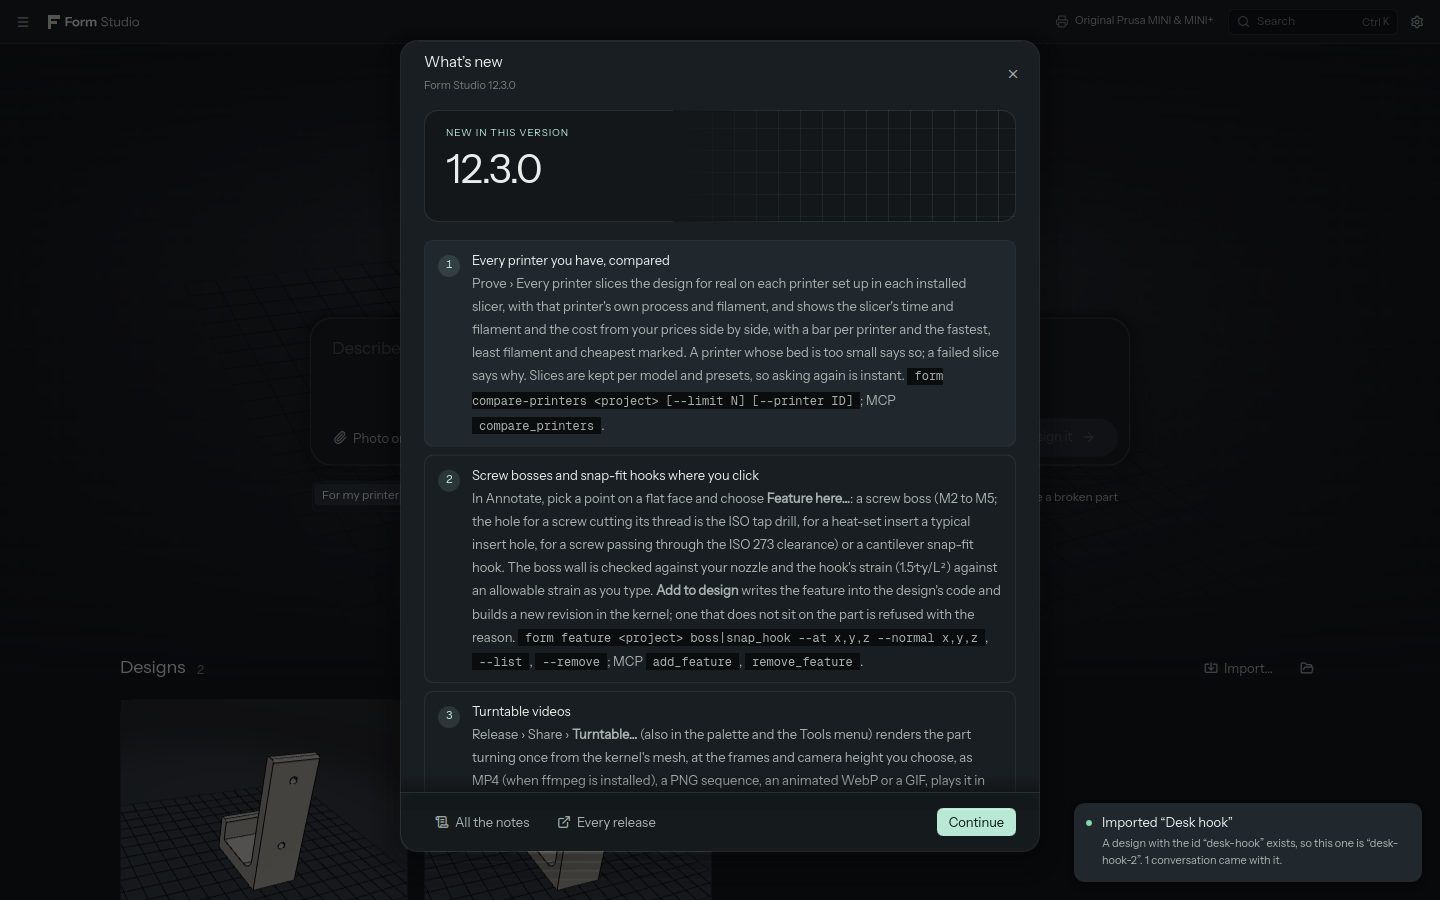 Form Studio
Original Prusa MINI & MINI+
Search
Ctrl K
What's new
Form Studio 12.3.0
NEW IN THIS VERSION
12.3.0
1
Every printer you have, compared
Prove › Every printer slices the design for real on each printer set up in each installed
slicer, with that printer's own process and filament, and shows the slicer's time and
filament and the cost from your prices side by side, with a bar per printer and the fastest,
least filament and cheapest marked. A printer whose bed is too small says so; a failed slice
says why. Slices are kept per model and presets, so asking again is instant. form
compare-printers <project> [--limit N] [--printer ID] ; MCP
compare_printers .
2
Screw bosses and snap-fit hooks where you click
In Annotate, pick a point on a flat face and choose Feature here…: a screw boss (M2 to M5;
the hole for a screw cutting its thread is the ISO tap drill, for a heat-set insert a typical
insert hole, for a screw passing through the ISO 273 clearance) or a cantilever snap-fit
hook. The boss wall is checked against your nozzle and the hook's strain (1.5·ty/L²) against
an allowable strain as you type. Add to design writes the feature into the design's code and
builds a new revision in the kernel; one that does not sit on the part is refused with the
reason. form feature <project> boss|snap_hook --at x,y,z --normal x,y,z ,
--list , --remove ; MCP add_feature , remove_feature .
3
Turntable videos
Release › Share › Turntable… (also in the palette and the Tools menu) renders the part
turning once from the kernel's mesh, at the frames and camera height you choose, as
MP4 (when ffmpeg is installed), a PNG sequence, an animated WebP or a GIF, plays it in
All the notes
Every release
Continue
Describe
Photo o
ign it
For my printer
e a broken part
Designs 2
Import…
Imported “Desk hook”
A design with the id “desk-hook” exists, so this one is “desk-
hook-2”. 1 conversation came with it.